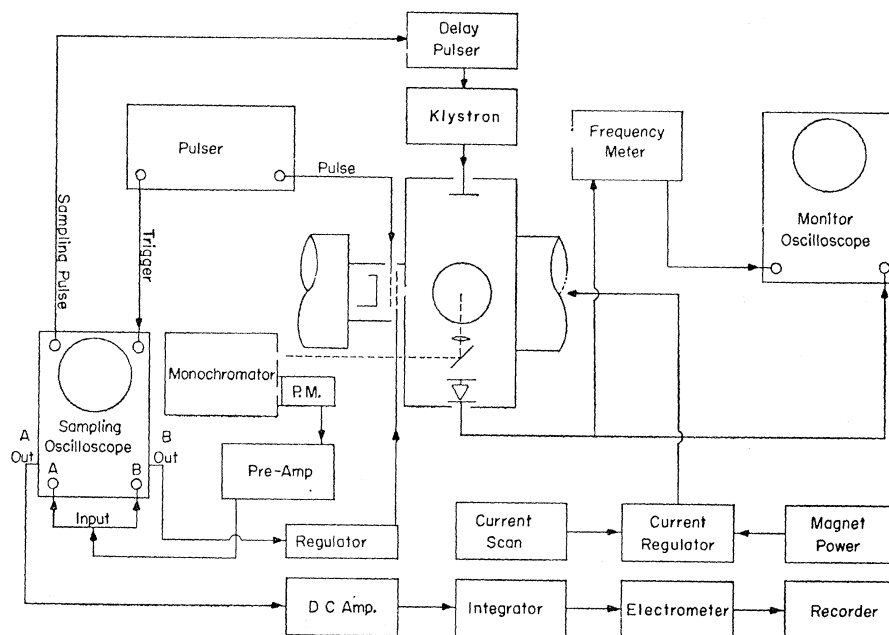 Delay
Pulser
Klystron
Pulser
Pulse
Frequency
Meter
Monitor
Oscilloscope
Sampling Pulse
Trigger
Monochromator
P.M.
Sampling
Oscilloscope
A
Out
B
Out
A
B
Input
Pre-Amp
Regulator
Current
Scan
Current
Regulator
Magnet
Power
D C Amp.
Integrator
Electrometer
Recorder